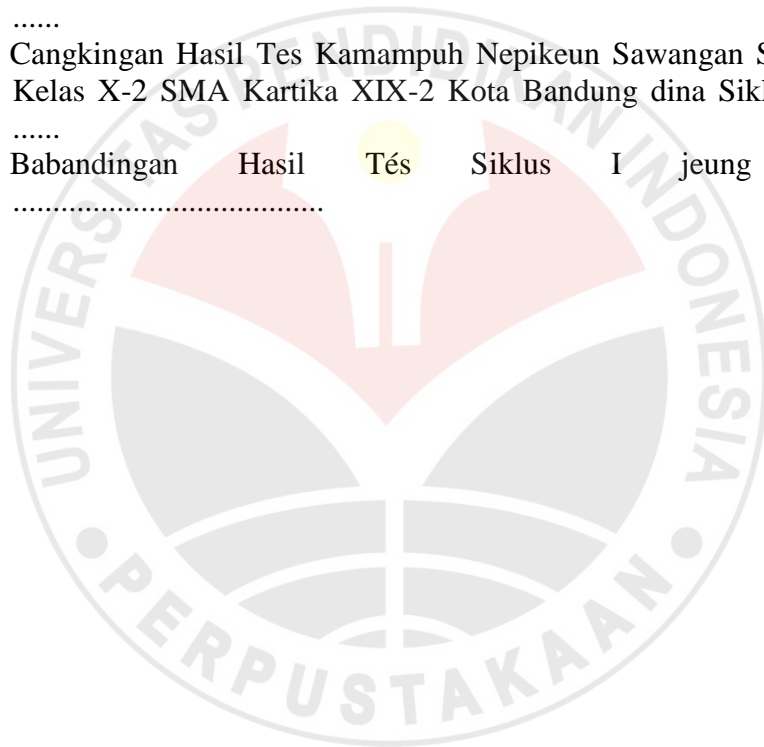 ......
Cangkingan Hasil Tes Kamampuh Nepikeun Sawangan
Kelas X-2 SMA Kartika XIX-2 Kota Bandung dina
......
Babandingan Hasil Tés Siklus I jeung
.......................................
UNIVERSITAS PENDIDIKAN INDONESIA
PERPUSTAKAAN